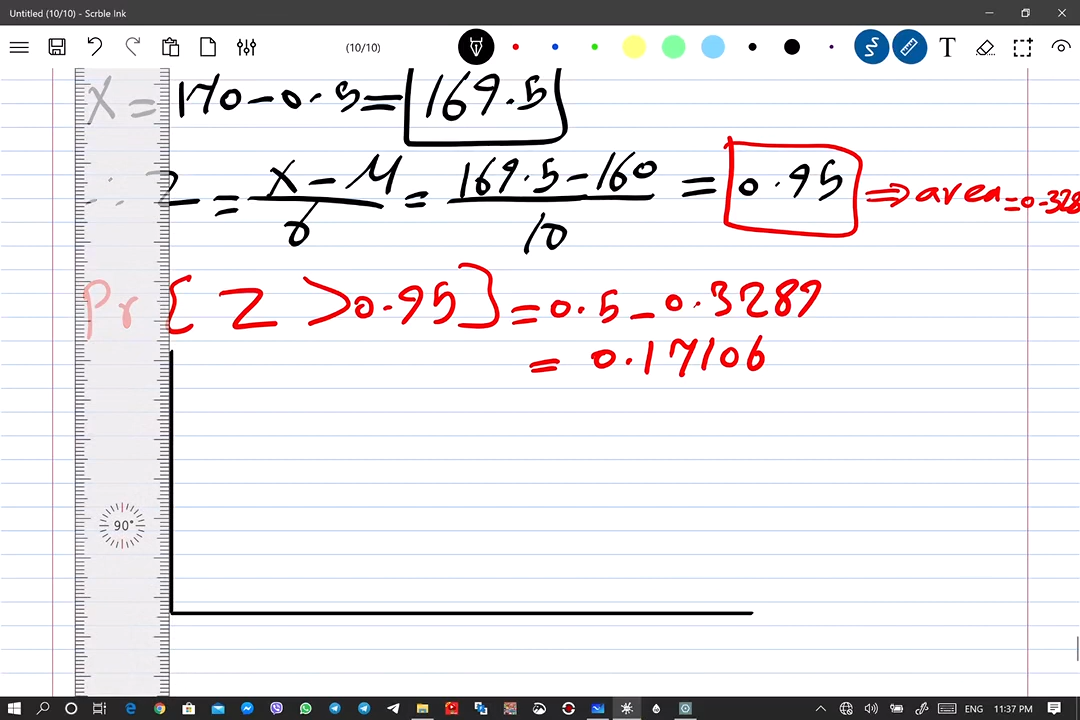 Untitled (10/10) - Scrble Ink
(10/10)
T
X = 170-0.5= 169.5
∴ Z = X-M/σ = 169.5-160/10 = 0.95 ⇒ area=0.328
Pr [ Z >0.95] = 0.5-0.3289
= 0.17106
90°
ENG 11:37 PM